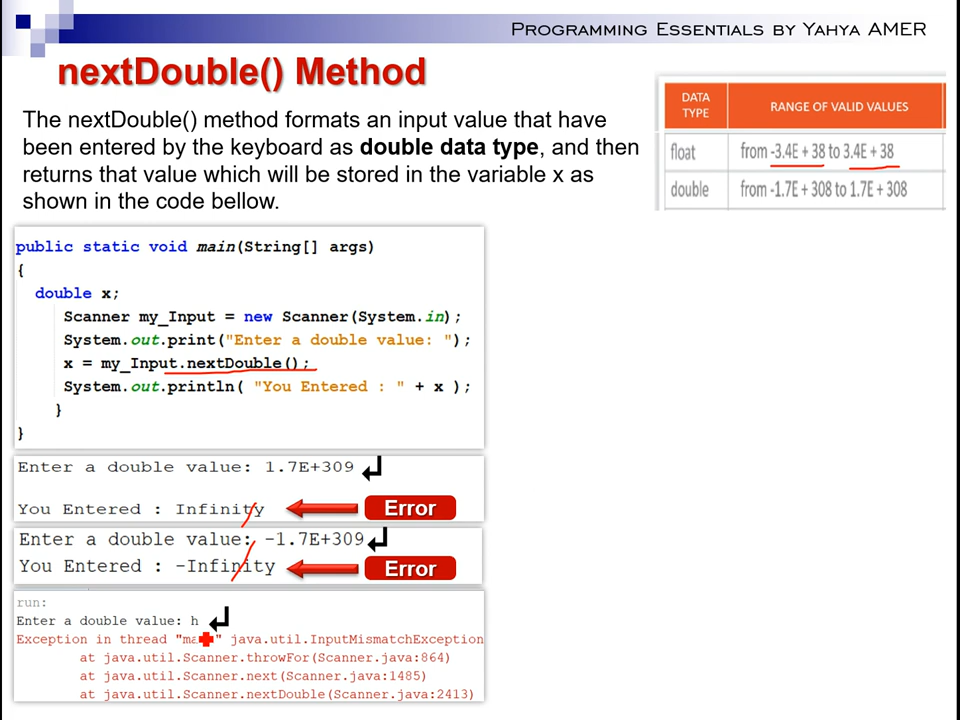 PROGRAMMING ESSENTIALS BY YAHYA AMER
nextDouble() Method
The nextDouble() method formats an input value that have
been entered by the keyboard as double data type, and then
returns that value which will be stored in the variable x as
shown in the code bellow.
DATA TYPE RANGE OF VALID VALUES
float from -3.4E + 38 to 3.4E + 38
double from -1.7E + 308 to 1.7E + 308
public static void main(String[] args)
{
double x;
Scanner my_Input = new Scanner(System.in);
System.out.print("Enter a double value: ");
x = my_Input.nextDouble();
System.out.println( "You Entered : " + x );
}
}
Enter a double value: 1.7E+309
You Entered : Infinity
Error
Enter a double value: -1.7E+309
You Entered : -Infinity
Error
run:
Enter a double value: h
Exception in thread " " java.util.InputMismatchException
at java.util.Scanner.throwFor(Scanner.java:864)
at java.util.Scanner.next(Scanner.java:1485)
at java.util.Scanner.nextDouble(Scanner.java:2413)